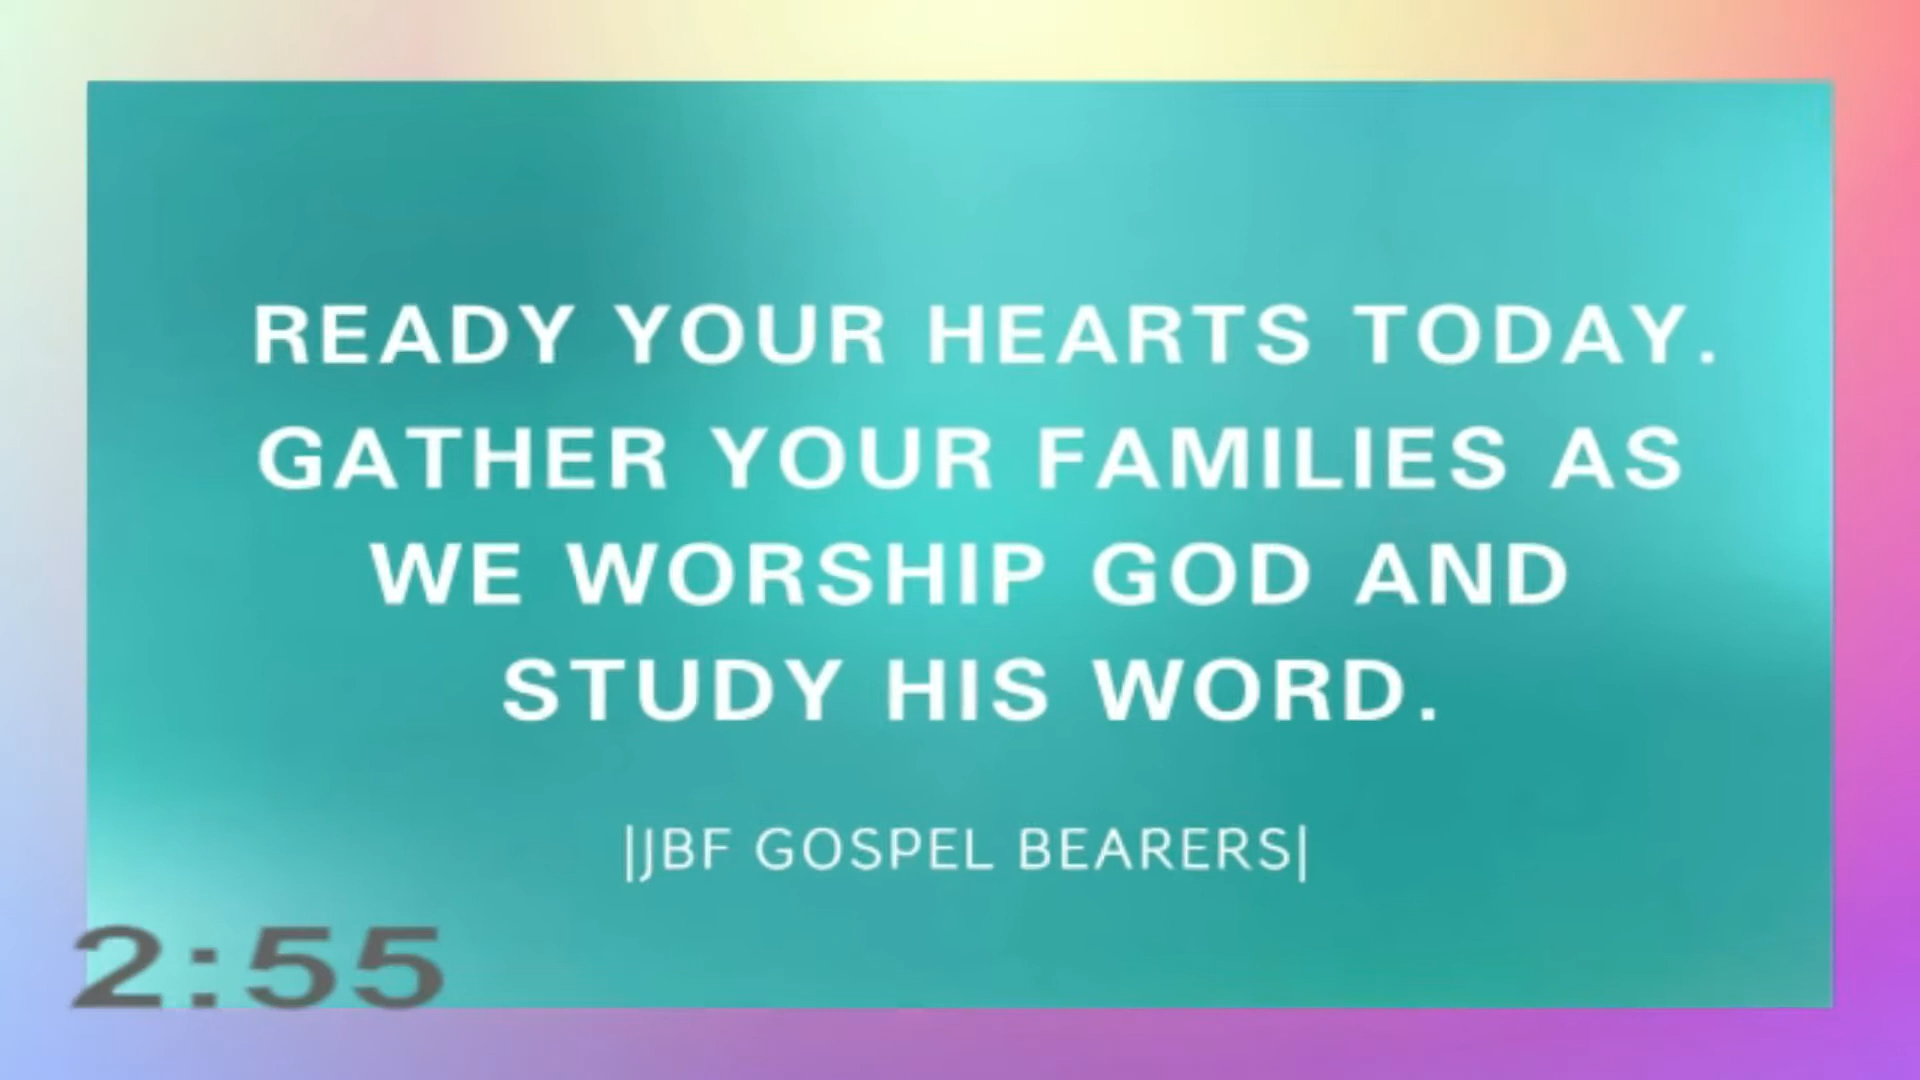 READY YOUR HEARTS TODAY.
GATHER YOUR FAMILIES AS
WE WORSHIP GOD AND
STUDY HIS WORD.
|JBF GOSPEL BEARERS|
2:55